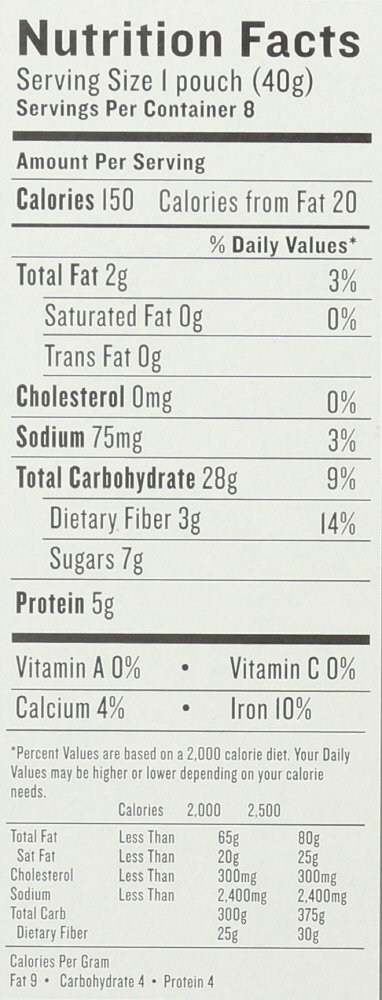 Nutrition Facts
Serving Size 1 pouch (40g)
Servings Per Container 8
Amount Per Serving
Calories 150 Calories from Fat 20
% Daily Values*
Total Fat 2g 3%
Saturated Fat 0g 0%
Trans Fat 0g
Cholesterol 0mg 0%
Sodium 75mg 3%
Total Carbohydrate 28g 9%
Dietary Fiber 3g 14%
Sugars 7g
Protein 5g
Vitamin A 0% • Vitamin C 0%
Calcium 4% • Iron 10%
*Percent Values are based on a 2,000 calorie diet. Your Daily
Values may be higher or lower depending on your calorie
needs.
Calories 2,000 2,500
Total Fat Less Than 65g 80g
Sat Fat Less Than 20g 25g
Cholesterol Less Than 300mg 300mg
Sodium Less Than 2,400mg 2,400mg
Total Carb 300g 375g
Dietary Fiber 25g 30g
Calories Per Gram
Fat 9 • Carbohydrate 4 • Protein 4